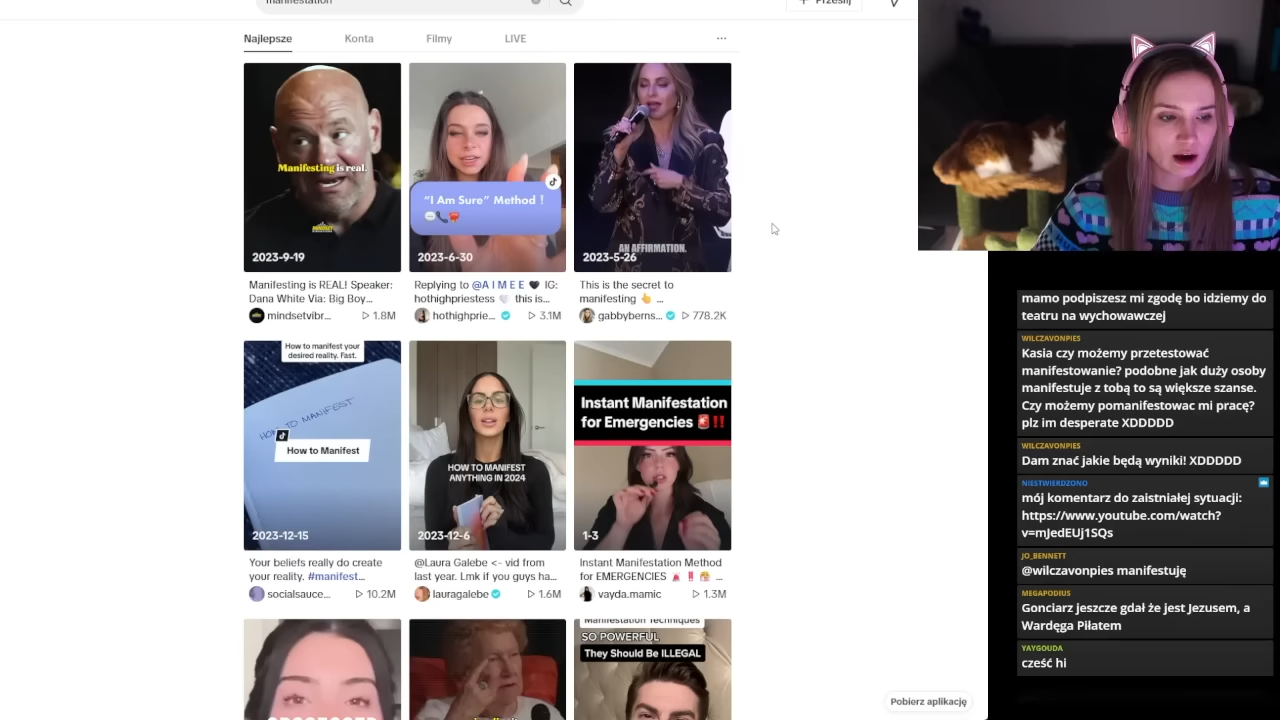 manifestation
Prześlij
Najlepsze
Konta
Filmy
LIVE
Manifesting is real.
2023-9-19
Manifesting is REAL! Speaker:
Dana White Via: Big Boy...
mindsetvibr...
1.8M
"I Am Sure" Method !
2023-6-30
Replying to @A I M E E 🖤 IG:
hothighpriestess 🤍 this is...
hothighprie...
3.1M
AN AFFIRMATION.
2023-5-26
This is the secret to
manifesting 👆 ...
gabbyberns...
778.2K
How to manifest your
desired reality. Fast.
HOW TO MANIFEST
How to Manifest
2023-12-15
Your beliefs really do create
your reality. #manifest...
socialsauce...
10.2M
HOW TO MANIFEST
ANYTHING IN 2024
2023-12-6
@Laura Galebe <- vid from
last year. Lmk if you guys ha...
lauragalebe
1.6M
Instant Manifestation
for Emergencies 🚨‼️
1-3
Instant Manifestation Method
for EMERGENCIES 🚨 ❗ 🎰 ...
vayda.mamic
1.3M
Manifestation Techniques
SO POWERFUL
They Should Be ILLEGAL
Pobierz aplikację
mamo podpiszesz mi zgodę bo idziemy do
teatru na wychowawczej
WILCZAVONPIES
Kasia czy możemy przetestować
manifestowanie? podobne jak duży osoby
manifestuje z tobą to są większe szanse.
Czy możemy pomanifestowac mi pracę?
plz im desperate XDDDDD
WILCZAVONPIES
Dam znać jakie będą wyniki! XDDDDD
NIESTWIERDZONO
mój komentarz do zaistniałej sytuacji:
https://www.youtube.com/watch?
v=mJedEUj1SQs
JO_BENNETT
@wilczavonpies manifestuję
MEGAPODIUS
Gonciarz jeszcze gdał że jest Jezusem, a
Wardęga Piłatem
YAYGOUDA
cześć hi